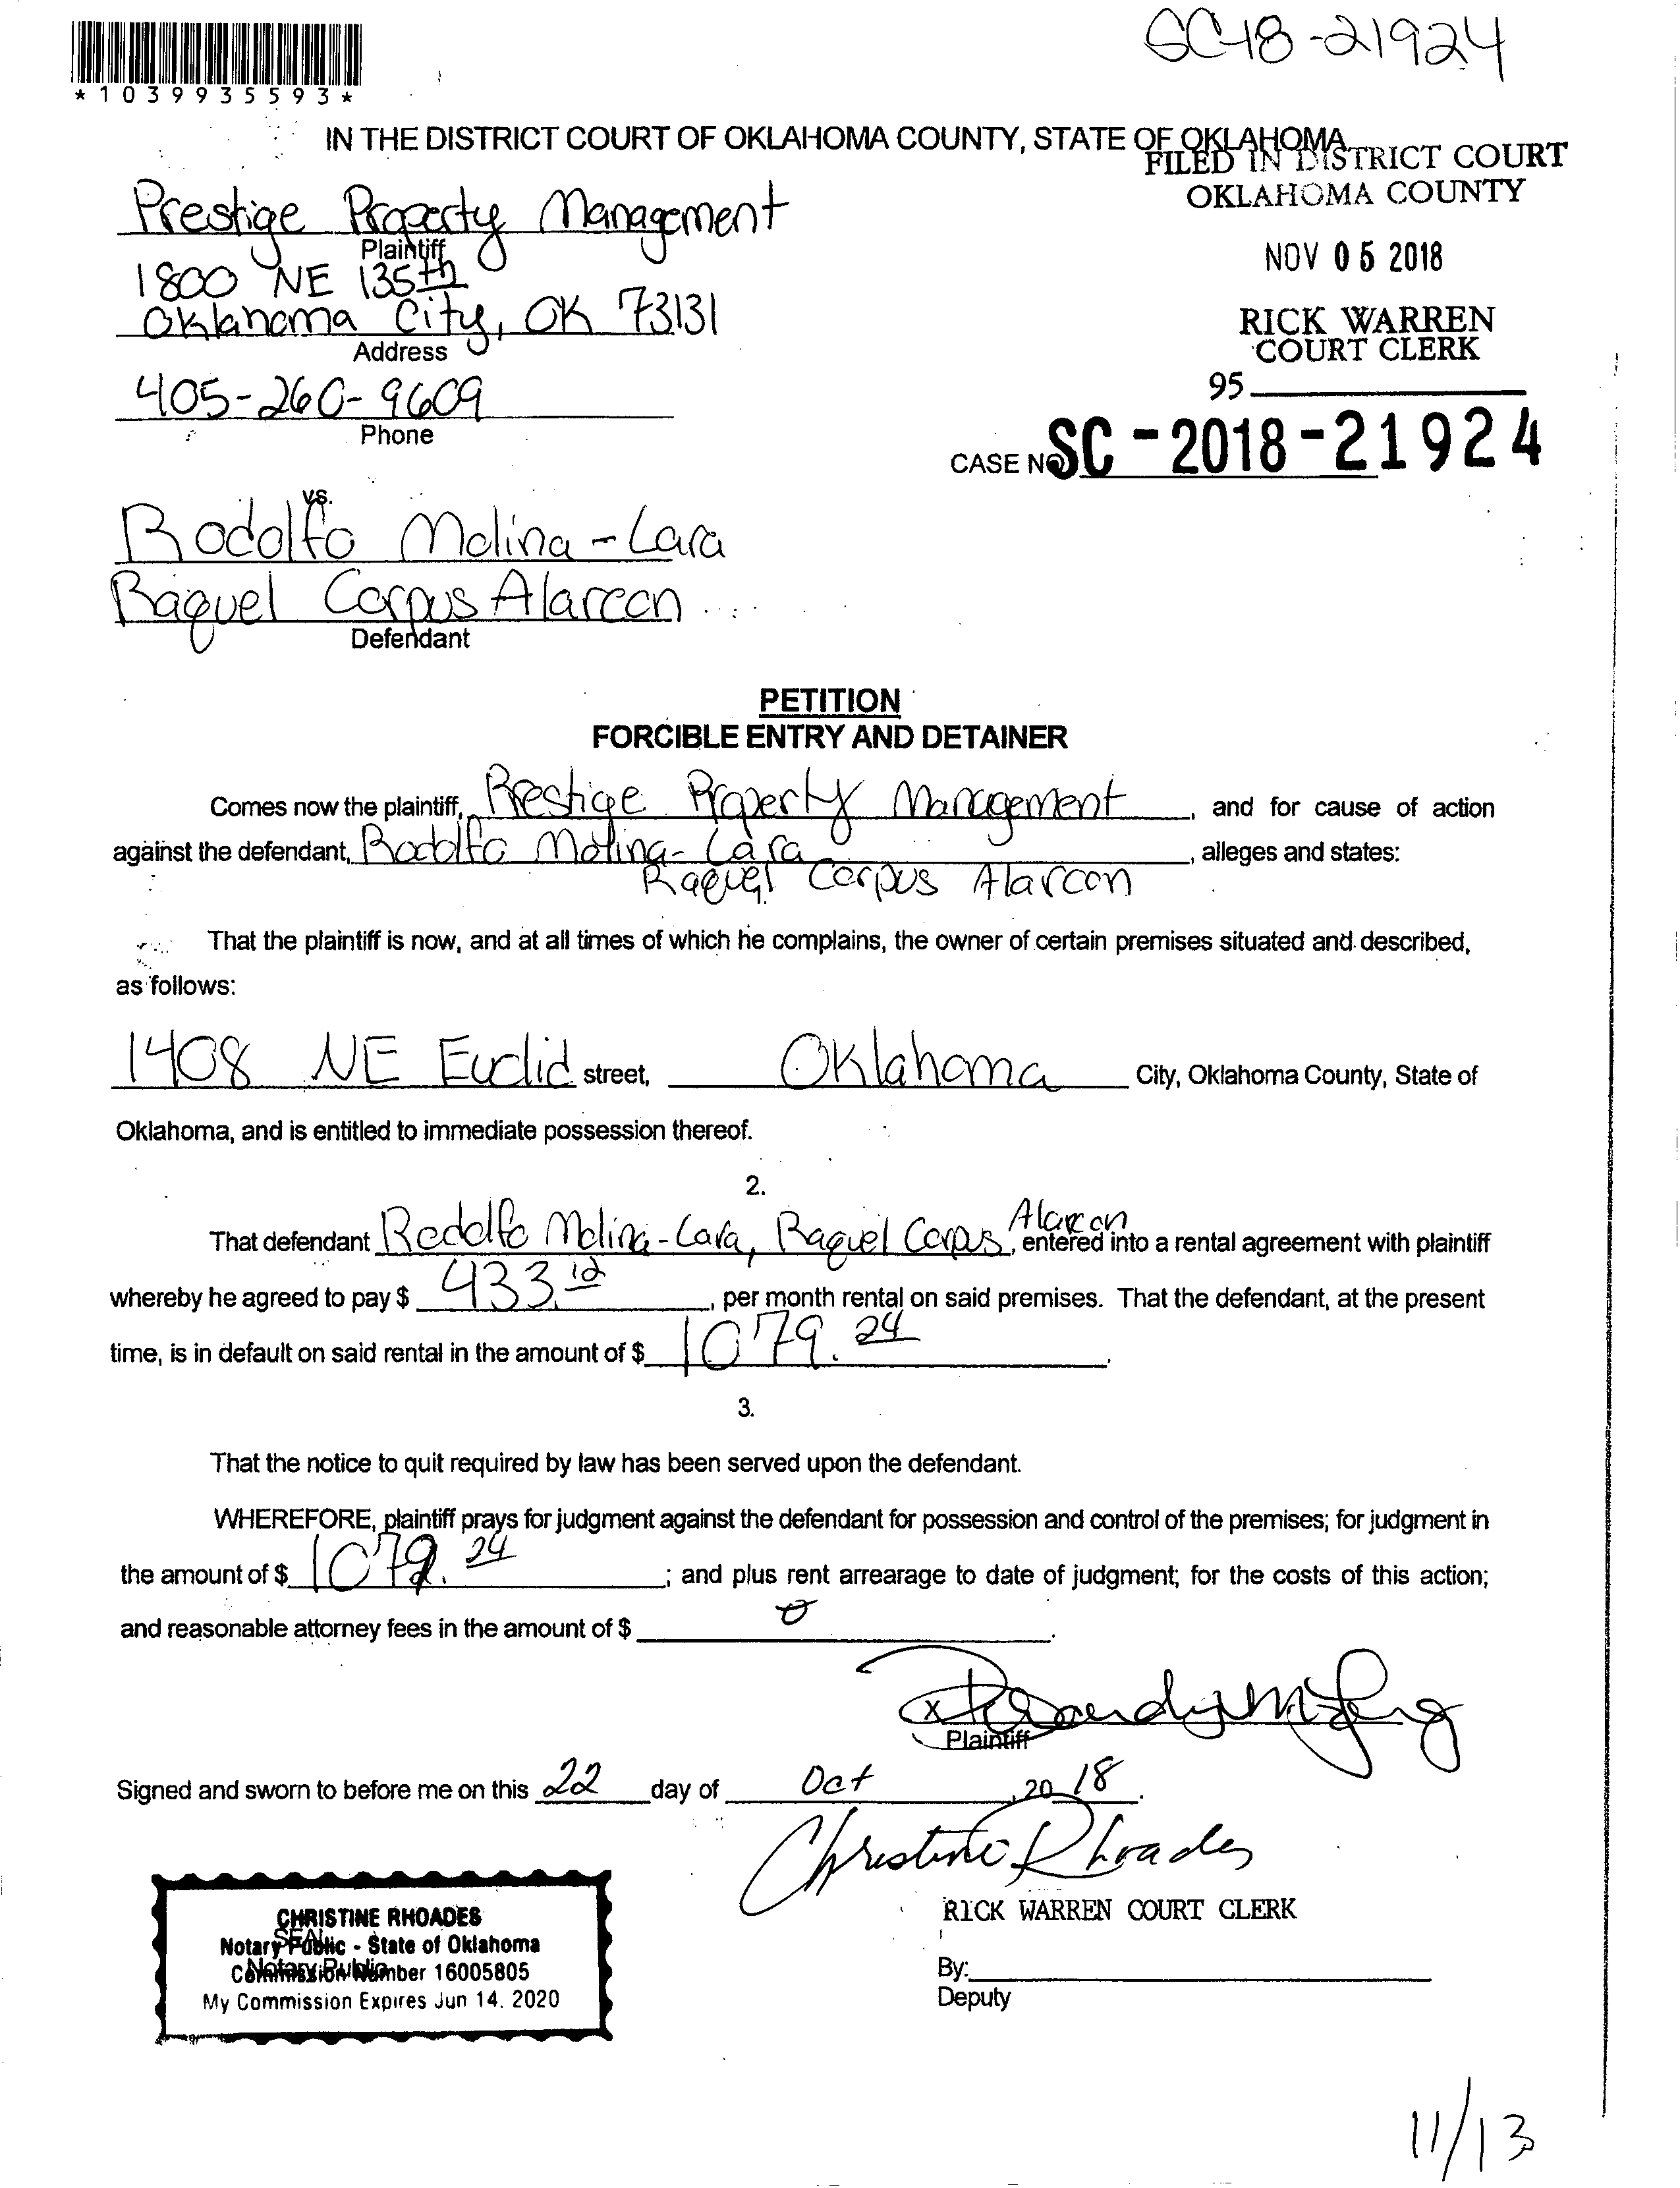 SC-18-21924
*1039935593*
IN THE DISTRICT COURT OF OKLAHOMA COUNTY, STATE OF OKLAHOMA
FILED IN DISTRICT COURT
OKLAHOMA COUNTY
NOV 05 2018
RICK WARREN
COURT CLERK
95
CASE NO. SC-2018-21924
Prestige Property Management
Plaintiff
1800 NE 135th
Oklahoma City, OK 73131
Address
405-260-9609
Phone
vs.
Rodolfo Molina-Lara
Raquel Corpus Alarcon
Defendant
PETITION
FORCIBLE ENTRY AND DETAINER
Comes now the plaintiff, Prestige Property Management, and for cause of action
against the defendant, Rodolfo Molina-Lara, alleges and states:
Raquel Corpus Alarcon
That the plaintiff is now, and at all times of which he complains, the owner of certain premises situated and described,
as follows:
1408 NE Euclid street, Oklahoma City, Oklahoma County, State of
Oklahoma, and is entitled to immediate possession thereof.
2.
That defendant Rodolfo Molina-Lara, Raquel Corpus Alarcon, entered into a rental agreement with plaintiff
whereby he agreed to pay $ 433.12, per month rental on said premises. That the defendant, at the present
time, is in default on said rental in the amount of $ 1079.24.
3.
That the notice to quit required by law has been served upon the defendant.
WHEREFORE, plaintiff prays for judgment against the defendant for possession and control of the premises; for judgment in
the amount of $ 1079.24; and plus rent arrearage to date of judgment; for the costs of this action;
and reasonable attorney fees in the amount of $ 0.
x
Plaintiff
Signed and sworn to before me on this 22 day of Oct, 2018.
Christine Rhoades
RICK WARREN COURT CLERK
By:
Deputy
CHRISTINE RHOADES
SEAL
Notary Public - State of Oklahoma
Notary Public
Commission Number 16005805
My Commission Expires Jun 14, 2020
11/13